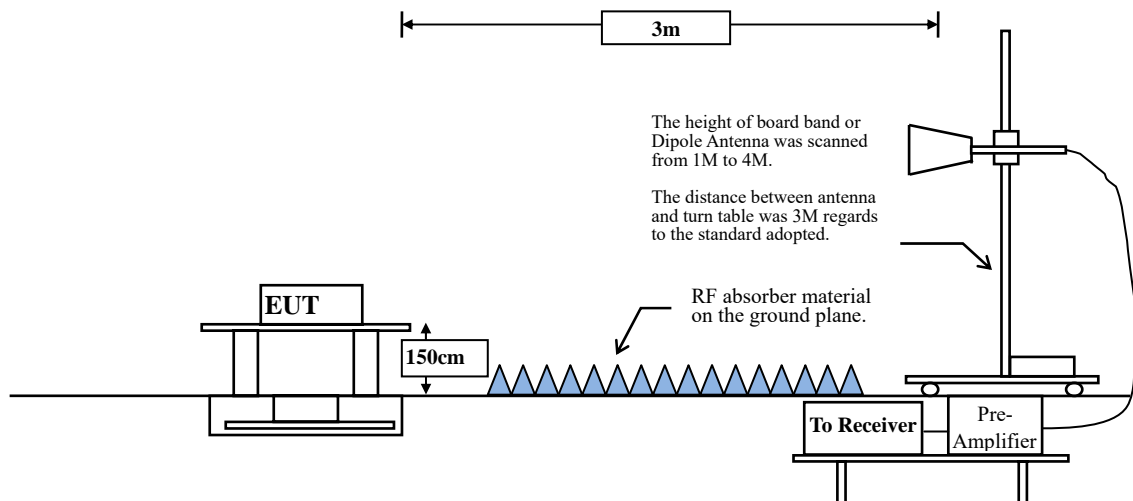 3m
The height of board band or
Dipole Antenna was scanned
from 1M to 4M.
The distance between antenna
and turn table was 3M regards
to the standard adopted.
EUT
RF absorber material
on the ground plane.
150cm
To Receiver
Pre-
Amplifier